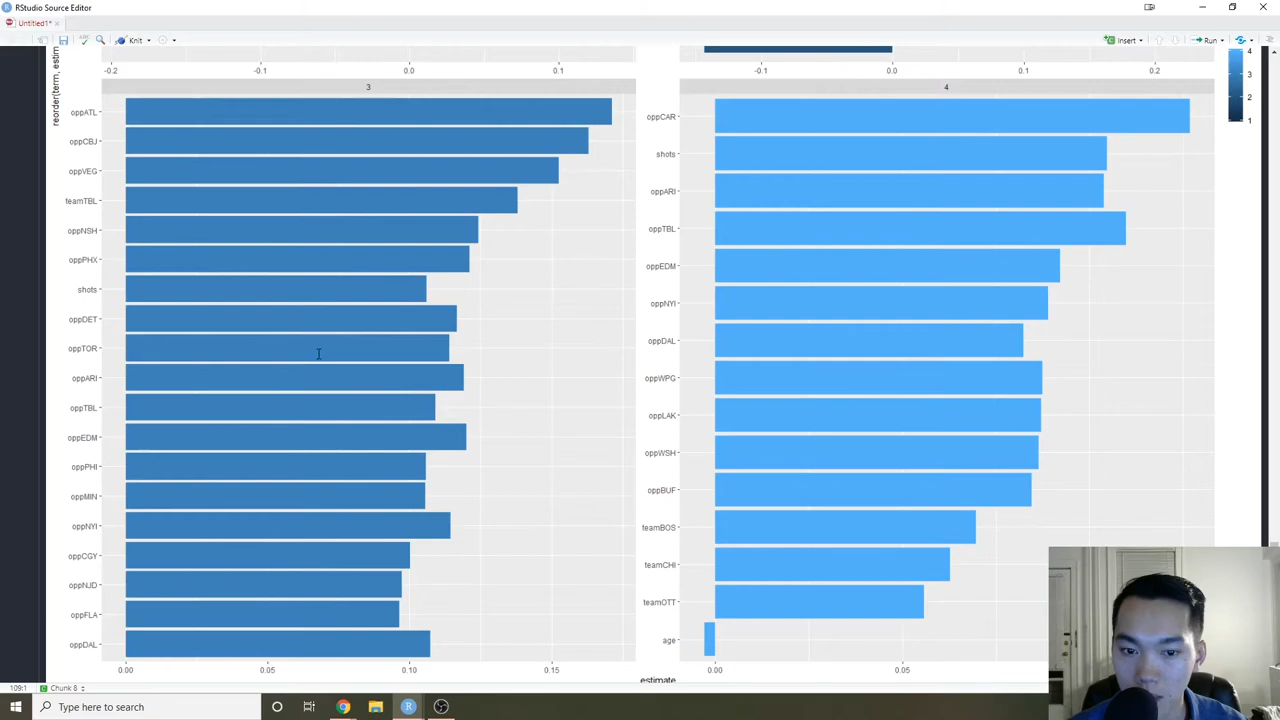 RStudio Source Editor
Untitled1*
Knit
Insert
Run
-0.2
-0.1
0.0
0.1
-0.1
0.0
0.1
0.2
4
3
2
1
reorder(term, estim
3
4
oppATL
oppCBJ
oppVEG
teamTBL
oppNSH
oppPHX
shots
oppDET
oppTOR
oppARI
oppTBL
oppEDM
oppPHI
oppMIN
oppNYI
oppCGY
oppNJD
oppFLA
oppDAL
0.00
0.05
0.10
0.15
oppCAR
shots
oppARI
oppTBL
oppEDM
oppNYI
oppDAL
oppWPG
oppLAK
oppWSH
oppBUF
teamBOS
teamCHI
teamOTT
age
0.00
0.05
estimate
109:1
Chunk 8
Type here to search